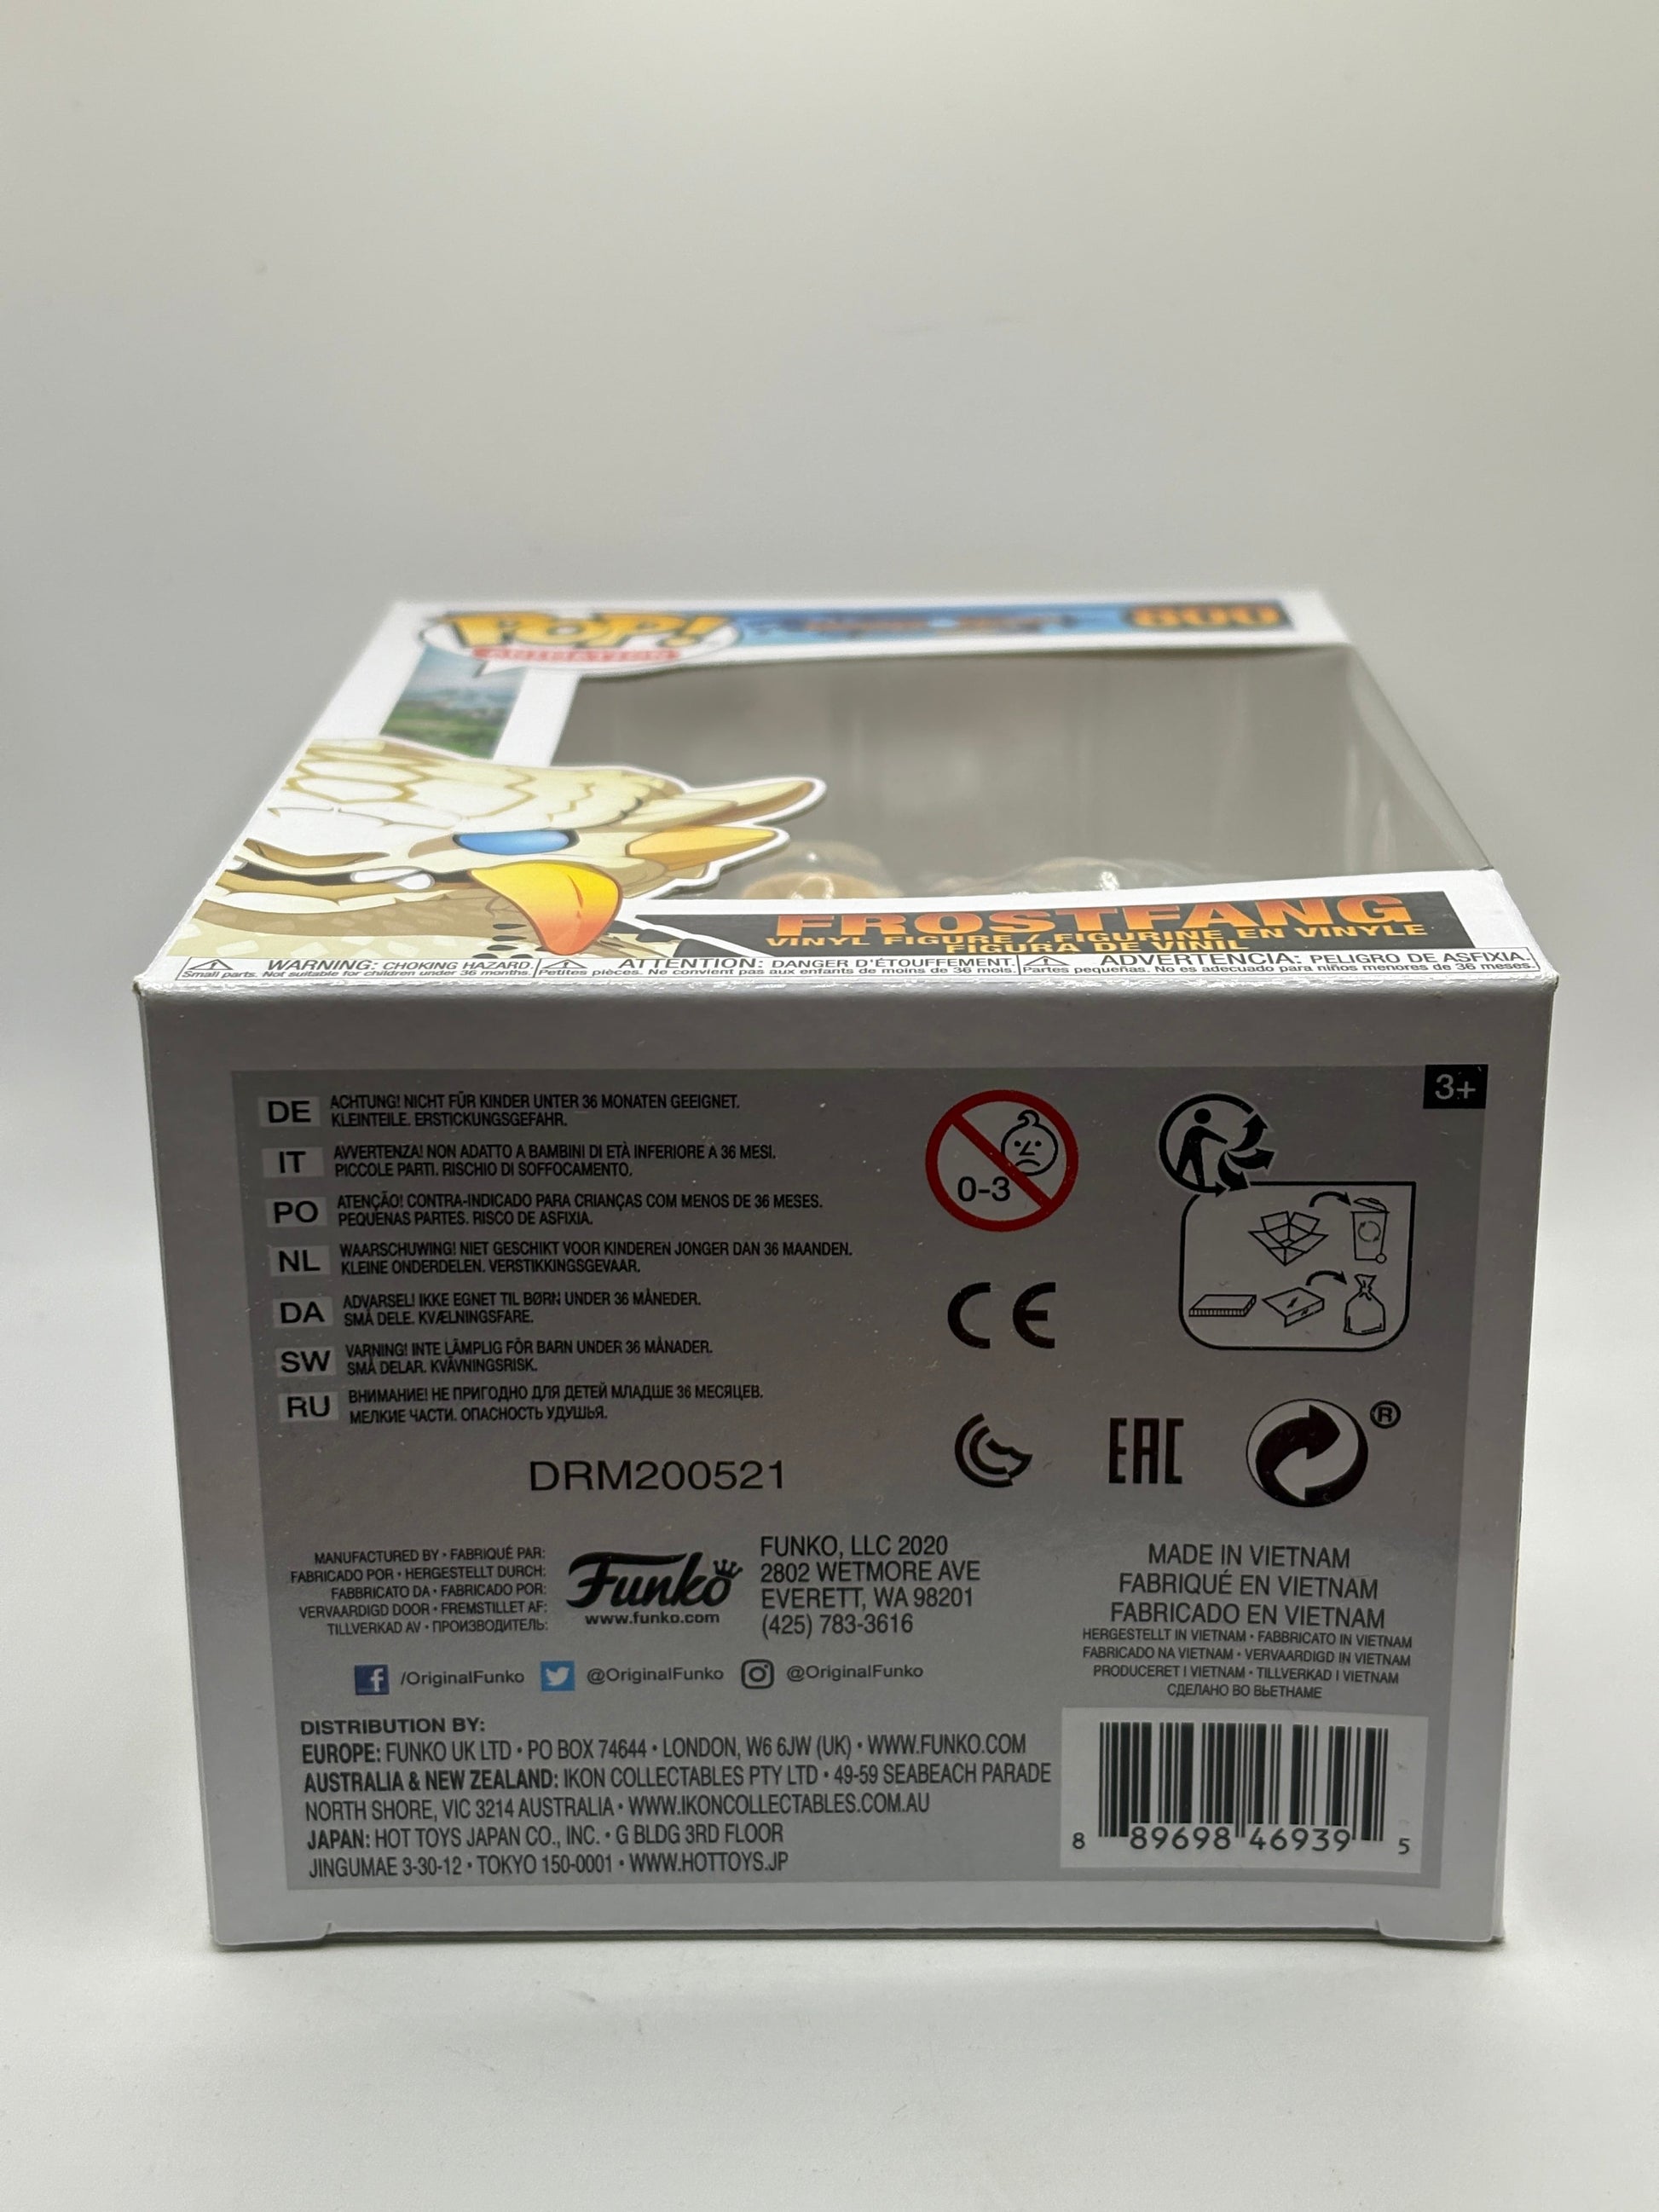 POP!
ANIMATION
800
FROSTFANG
VINYL FIGURE / FIGURINE EN VINYLE
FIGURA DE VINIL
WARNING: CHOKING HAZARD.
Small parts. Not suitable for children under 36 months.
ATTENTION: DANGER D'ÉTOUFFEMENT.
Petites pièces. Ne convient pas aux enfants de moins de 36 mois.
ADVERTENCIA: PELIGRO DE ASFIXIA.
Partes pequeñas. No es adecuado para niños menores de 36 meses.
3+
DE ACHTUNG! NICHT FÜR KINDER UNTER 36 MONATEN GEEIGNET.
KLEINTEILE. ERSTICKUNGSGEFAHR.
IT AVVERTENZA! NON ADATTO A BAMBINI DI ETÀ INFERIORE A 36 MESI.
PICCOLE PARTI. RISCHIO DI SOFFOCAMENTO.
PO ATENÇÃO! CONTRA-INDICADO PARA CRIANÇAS COM MENOS DE 36 MESES.
PEQUENAS PARTES. RISCO DE ASFIXIA.
NL WAARSCHUWING! NIET GESCHIKT VOOR KINDEREN JONGER DAN 36 MAANDEN.
KLEINE ONDERDELEN. VERSTIKKINGSGEVAAR.
DA ADVARSEL! IKKE EGNET TIL BØRN UNDER 36 MÅNEDER.
SMÅ DELE. KVÆLNINGSFARE.
SW VARNING! INTE LÄMPLIG FÖR BARN UNDER 36 MÅNADER.
SMÅ DELAR. KVÄVNINGSRISK.
RU ВНИМАНИЕ! НЕ ПРИГОДНО ДЛЯ ДЕТЕЙ МЛАДШЕ 36 МЕСЯЦЕВ.
МЕЛКИЕ ЧАСТИ. ОПАСНОСТЬ УДУШЬЯ.
0-3
CE
EAC
®
DRM200521
MANUFACTURED BY • FABRIQUÉ PAR:
FABRICADO POR • HERGESTELLT DURCH:
FABBRICATO DA • FABRICADO POR:
VERVAARDIGD DOOR • FREMSTILLET AF:
TILLVERKAD AV • ПРОИЗВОДИТЕЛЬ:
Funko
www.funko.com
FUNKO, LLC 2020
2802 WETMORE AVE
EVERETT, WA 98201
(425) 783-3616
MADE IN VIETNAM
FABRIQUÉ EN VIETNAM
FABRICADO EN VIETNAM
HERGESTELLT IN VIETNAM • FABBRICATO IN VIETNAM
FABRICADO NA VIETNAM • VERVAARDIGD IN VIETNAM
PRODUCERET I VIETNAM • TILLVERKAD I VIETNAM
СДЕЛАНО ВО ВЬЕТНАМЕ
/OriginalFunko @OriginalFunko @OriginalFunko
DISTRIBUTION BY:
EUROPE: FUNKO UK LTD • PO BOX 74644 • LONDON, W6 6JW (UK) • WWW.FUNKO.COM
AUSTRALIA & NEW ZEALAND: IKON COLLECTABLES PTY LTD • 49-59 SEABEACH PARADE
NORTH SHORE, VIC 3214 AUSTRALIA • WWW.IKONCOLLECTABLES.COM.AU
JAPAN: HOT TOYS JAPAN CO., INC. • G BLDG 3RD FLOOR
JINGUMAE 3-30-12 • TOKYO 150-0001 • WWW.HOTTOYS.JP
8 89698 46939 5